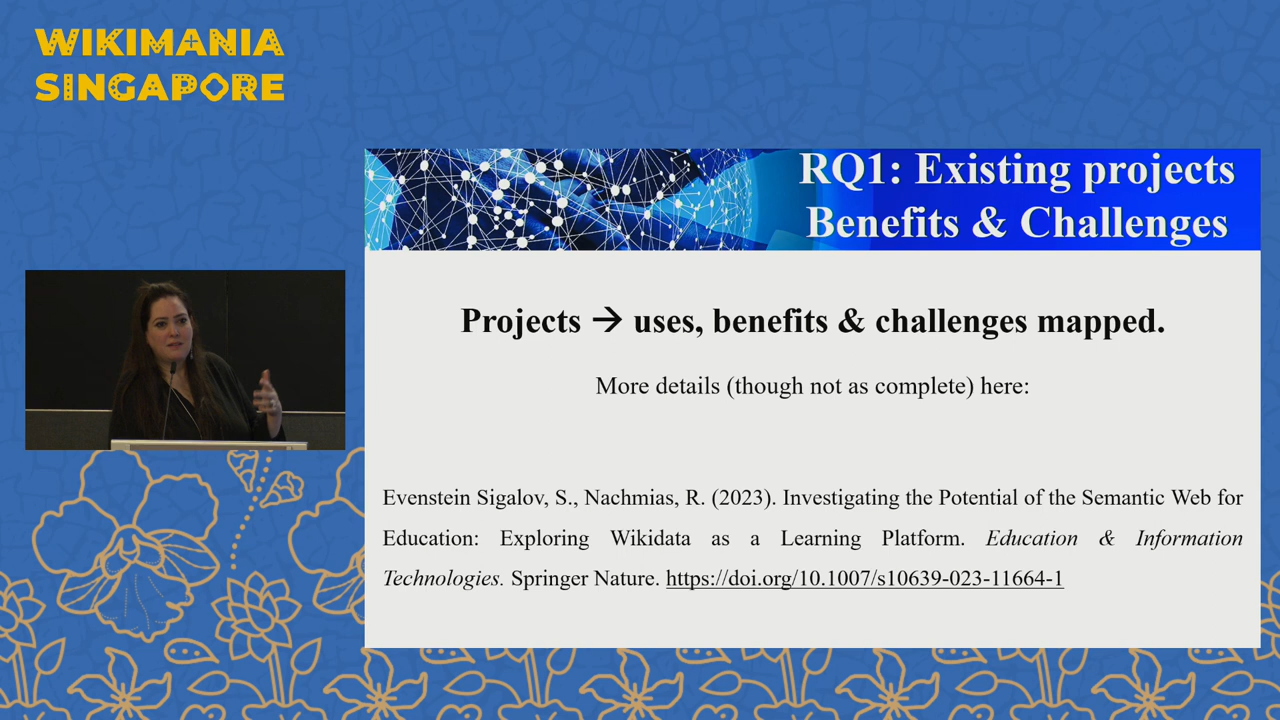 WIKIMANIA
SINGAPORE
RQ1: Existing projects
Benefits & Challenges
Projects → uses, benefits & challenges mapped.
More details (though not as complete) here:
Evenstein Sigalov, S., Nachmias, R. (2023). Investigating the Potential of the Semantic Web for
Education: Exploring Wikidata as a Learning Platform. Education & Information
Technologies. Springer Nature. https://doi.org/10.1007/s10639-023-11664-1